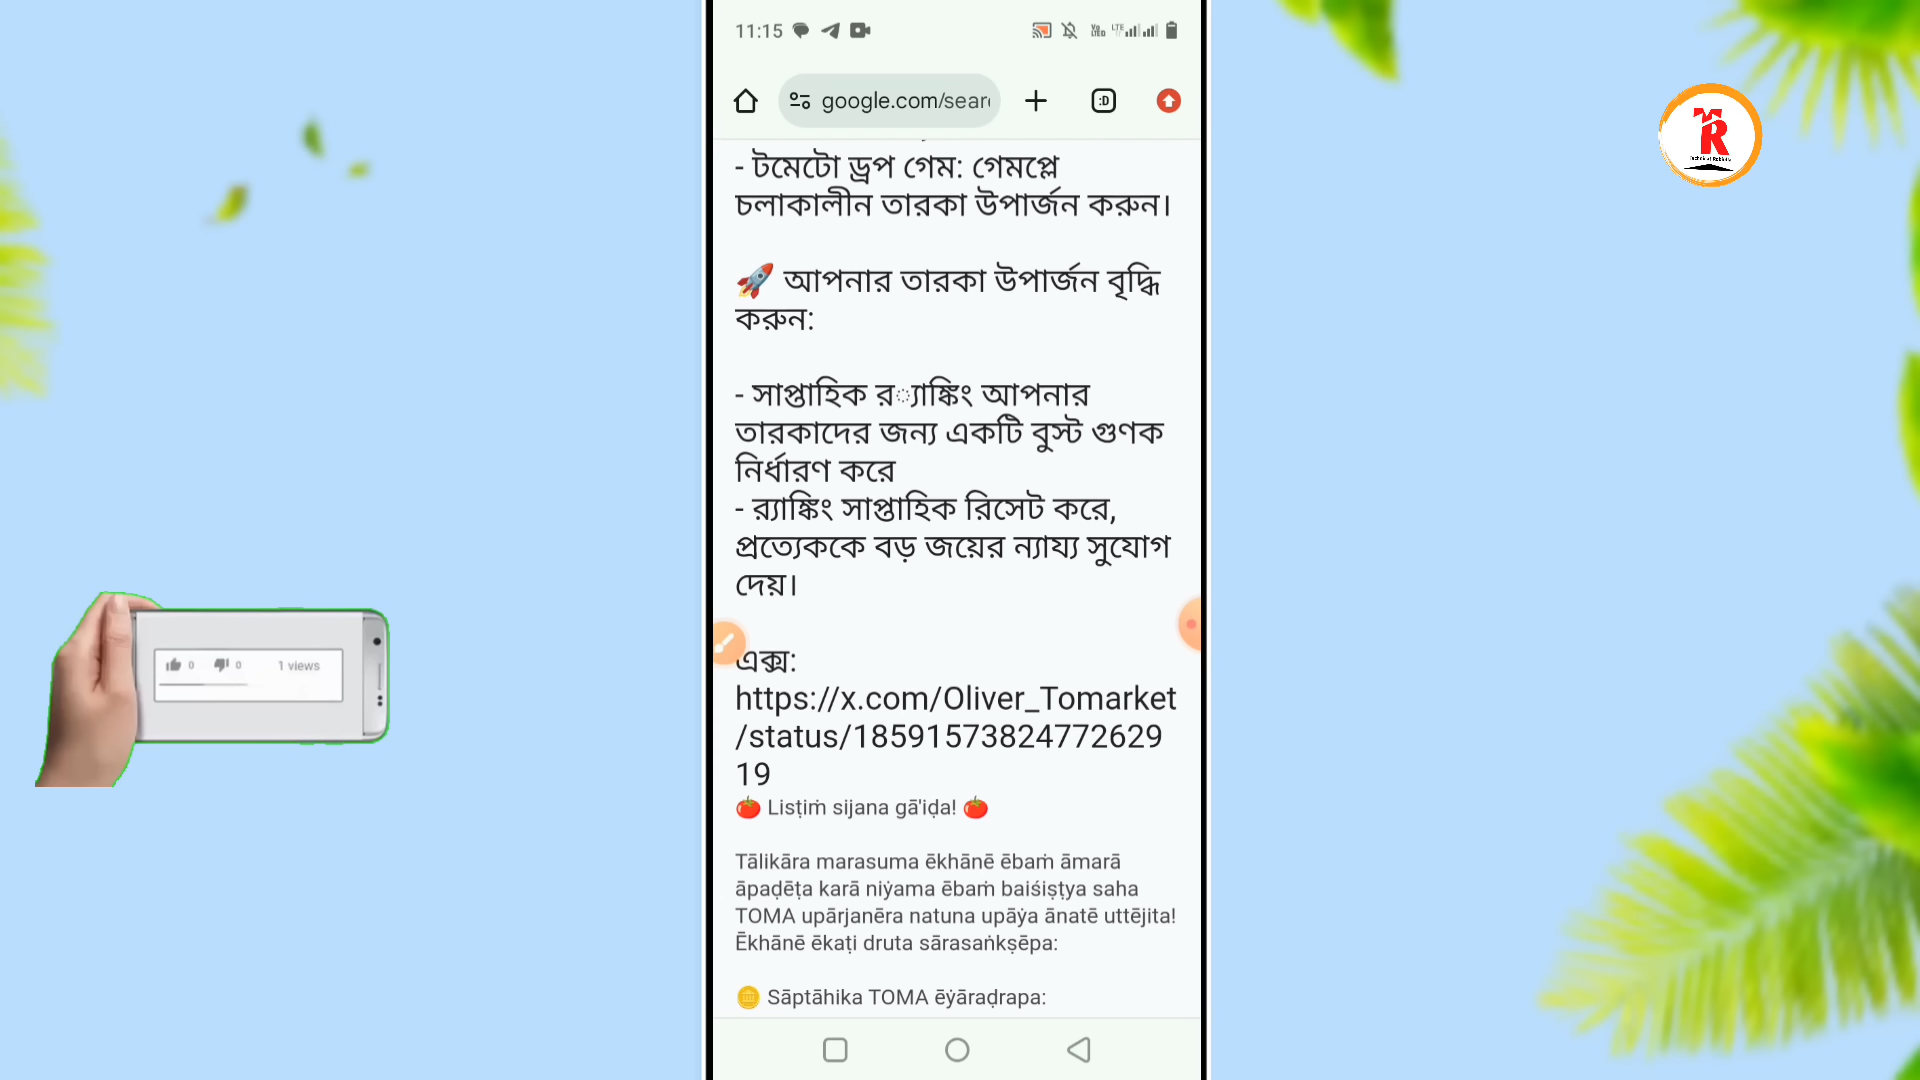 11:15
google.com/sear
- টমেটো ড্রপ গেম: গেমপ্লে
চলাকালীন তারকা উপার্জন করুন।
🚀 আপনার তারকা উপার্জন বৃদ্ধি
করুন:
- সাপ্তাহিক র‍্যাঙ্কিং আপনার
তারকাদের জন্য একটি বুস্ট গুণক
নির্ধারণ করে
- র‍্যাঙ্কিং সাপ্তাহিক রিসেট করে,
প্রত্যেককে বড় জয়ের ন্যায্য সুযোগ
দেয়।
এক্স:
https://x.com/Oliver_Tomarket
/status/18591573824772629
19
🍅 Lisṭiṁ sijana gā'iḍa! 🍅
Tālikāra marasuma ēkhānē ēbaṁ āmarā
āpaḍēṭa karā niẏama ēbaṁ baiśiṣṭya saha
TOMA upārjanēra natuna upāẏa ānatē uttējita!
Ēkhānē ēkaṭi druta sārasaṅkṣēpa:
🪙 Sāptāhika TOMA ēẏāraḍrapa:
0 0 1 views